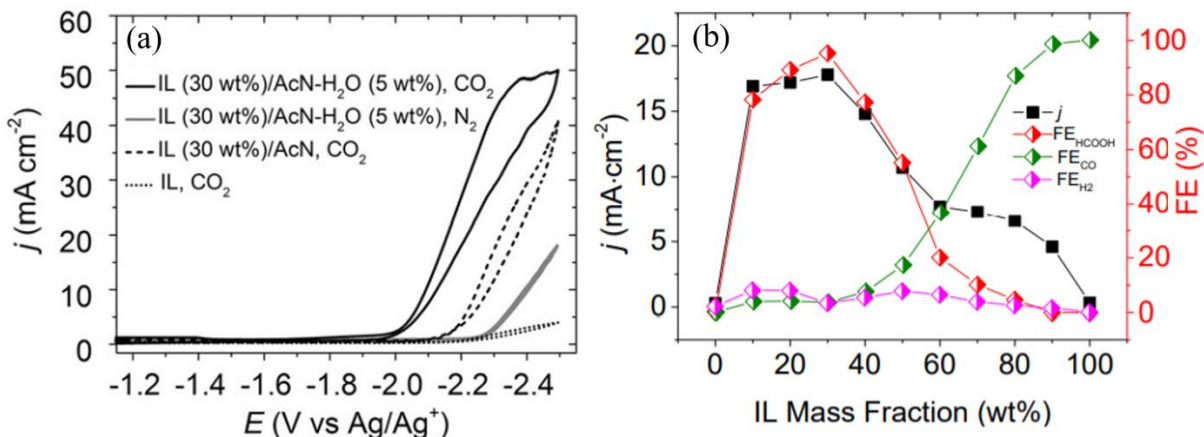 (a)
60
50
40
30
20
10
0
j (mA cm⁻²)
IL (30 wt%)/AcN-H₂O (5 wt%), CO₂
IL (30 wt%)/AcN-H₂O (5 wt%), N₂
IL (30 wt%)/AcN, CO₂
IL, CO₂
-1.2 -1.4 -1.6 -1.8 -2.0 -2.2 -2.4
E (V vs Ag/Ag⁺)
(b)
20
15
10
5
0
j (mA·cm⁻²)
j
FE_HCOOH
FE_CO
FE_H2
100
80
60
40
20
0
FE (%)
0 20 40 60 80 100
IL Mass Fraction (wt%)